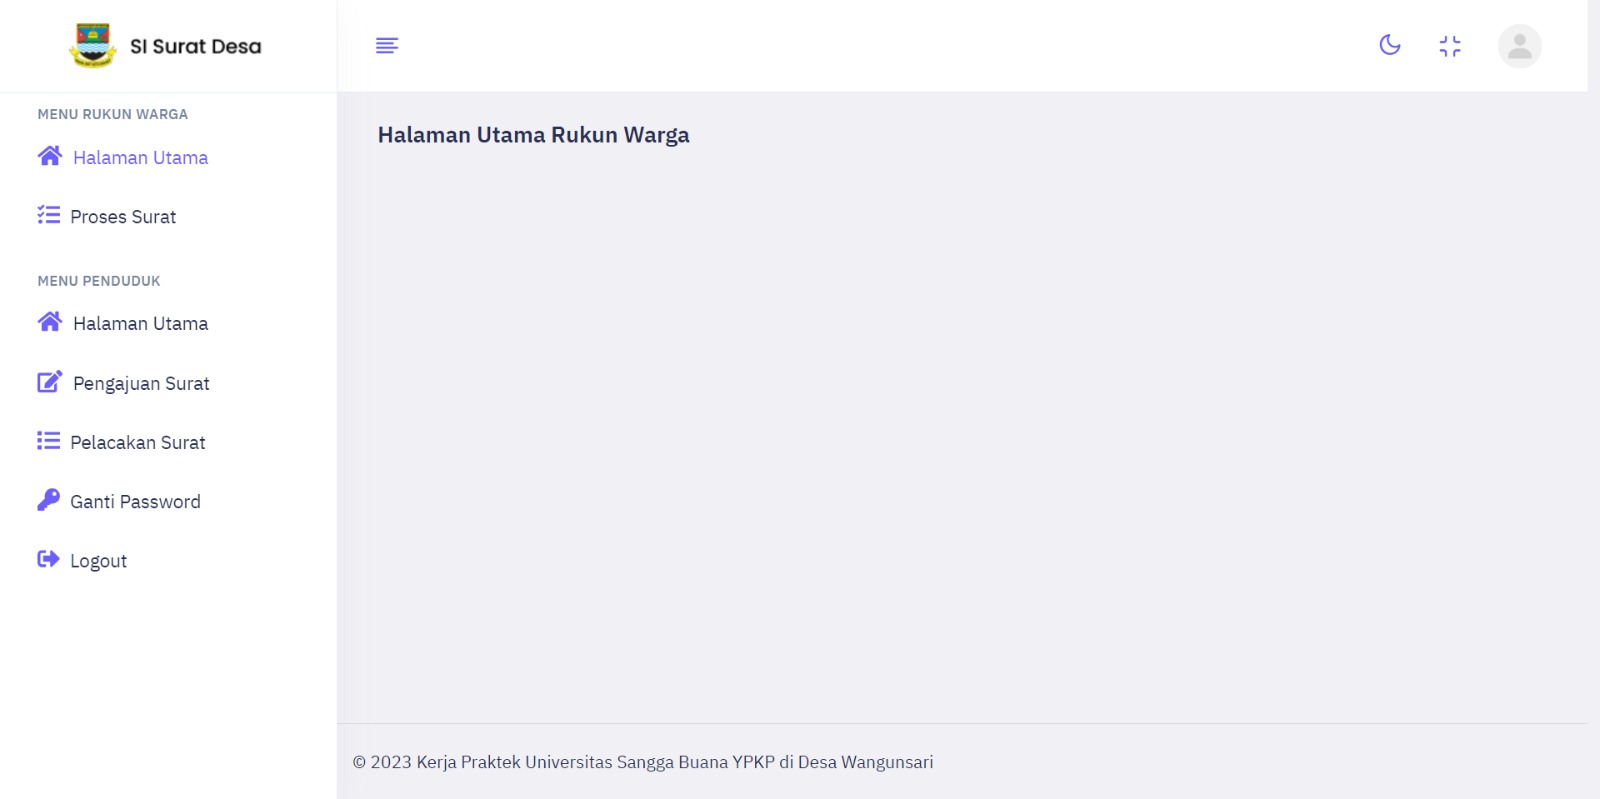 SI Surat Desa
MENU RUKUN WARGA
Halaman Utama
Proses Surat
MENU PENDUDUK
Halaman Utama
Pengajuan Surat
Pelacakan Surat
Ganti Password
Logout
Halaman Utama Rukun Warga
© 2023 Kerja Praktek Universitas Sangga Buana YPKP di Desa Wangunsari